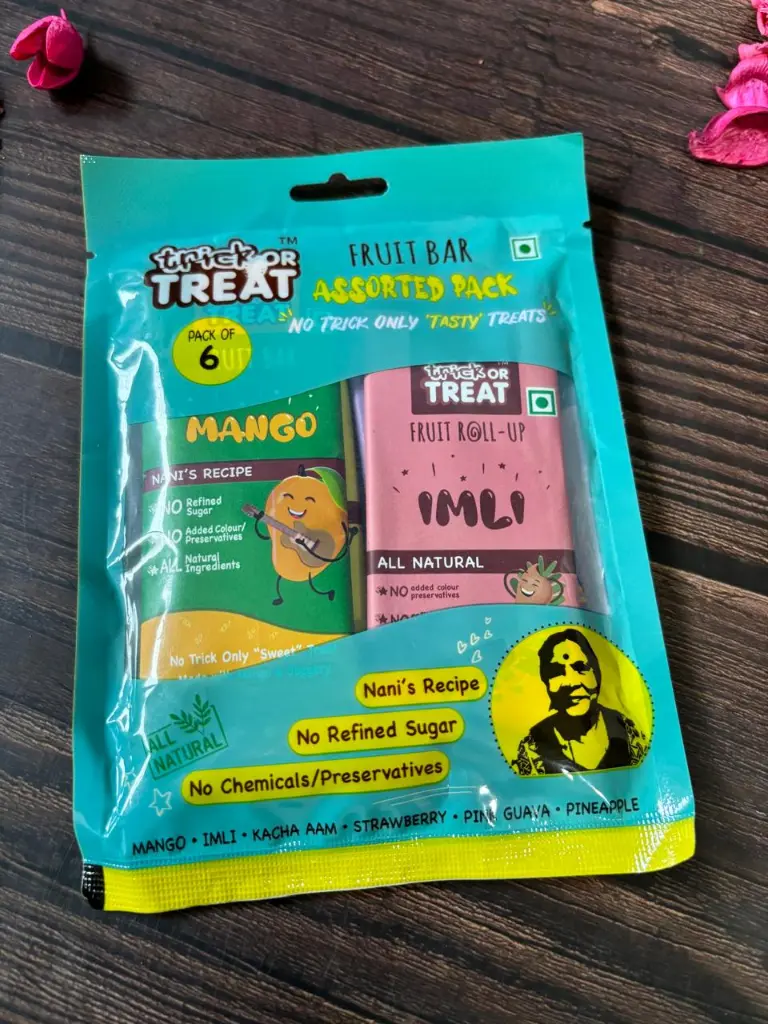 trick OR
TREAT
TM
FRUIT BAR
ASSORTED PACK
NO TRICK ONLY 'TASTY' TREATS
PACK OF
6
MANGO
NANI'S RECIPE
NO Refined
Sugar
NO Added Colour/
Preservatives
ALL Natural
Ingredients
No Trick Only "Sweet"
trick OR
TREAT
FRUIT ROLL-UP
IMLI
ALL NATURAL
NO added colour
preservatives
NO
Nani's Recipe
No Refined Sugar
No Chemicals/Preservatives
ALL
NATURAL
MANGO • IMLI • KACHA AAM • STRAWBERRY • PINK GUAVA • PINEAPPLE